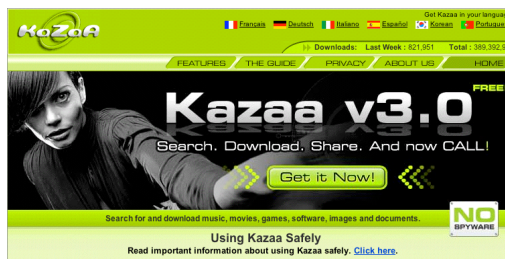 KaZaA
Get Kazaa in your languag
Français Deutsch Italiano Español Korean Portugue
Downloads: Last Week : 821,951 Total : 389,392,9
FEATURES THE GUIDE PRIVACY ABOUT US HOME
FREE
Kazaa v3.0
Search. Download. Share. And now CALL!
Get it Now!
Search for and download music, movies, games, software, images and documents.
NO
SPYWARE
Using Kazaa Safely
Read important information about using Kazaa safely. Click here.